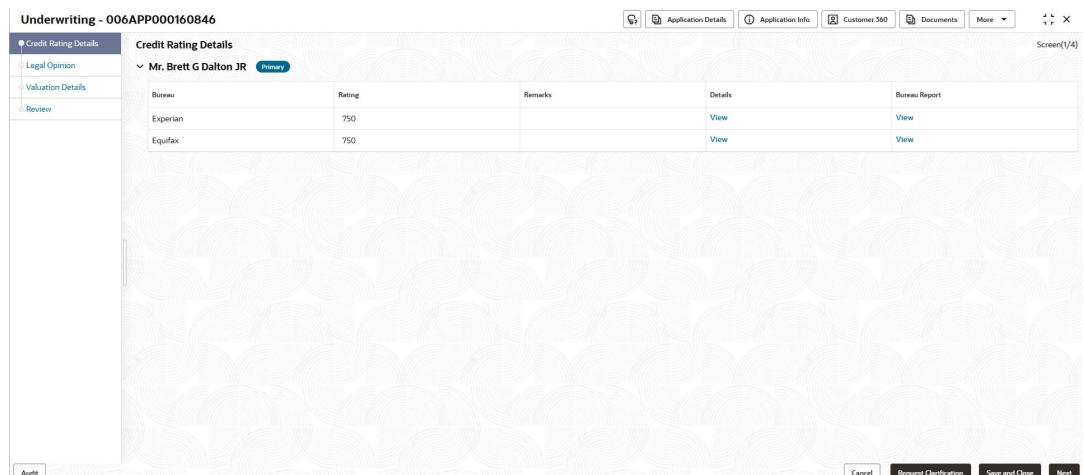 Underwriting - 006APP000160846
Application Details
Application Info
Customer 360
Documents
More
Credit Rating Details
Legal Opinion
Valuation Details
Review
Credit Rating Details
Screen(1/4)
Mr. Brett G Dalton JR Primary
Bureau Rating Remarks Details Bureau Report
Experian 750 View View
Equifax 750 View View
Audit Cancel Request Clarification Save and Close Next